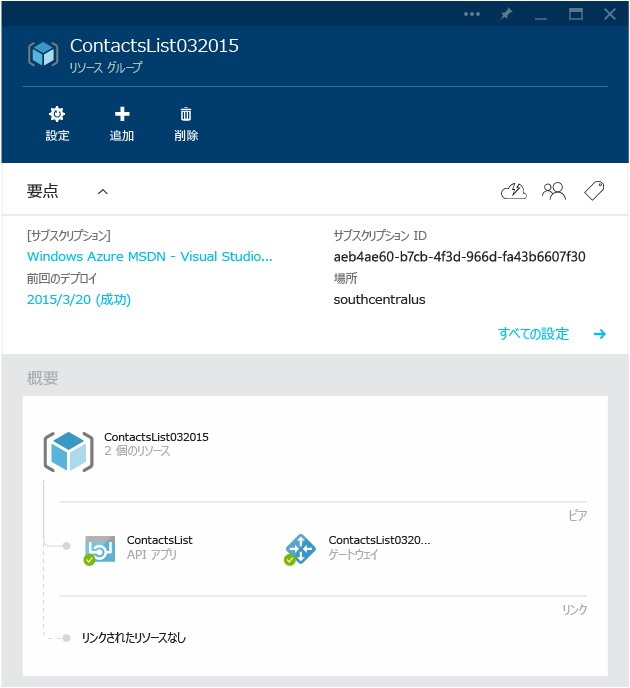 ContactsList032015
リソース グループ
設定
追加
削除
要点
[サブスクリプション]
Windows Azure MSDN - Visual Studio...
サブスクリプション ID
aeb4ae60-b7cb-4f3d-966d-fa43b6607f30
前回のデプロイ
2015/3/20 (成功)
場所
southcentralus
すべての設定
概要
ContactsList032015
2 個のリソース
ピア
ContactsList
API アプリ
ContactsList0320...
ゲートウェイ
リンク
リンクされたリソースなし